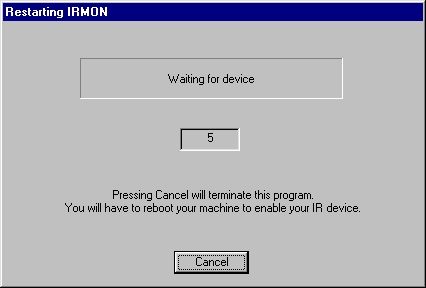 Restarting IRMON
Waiting for device
5
Pressing Cancel will terminate this program.
You will have to reboot your machine to enable your IR device.
Cancel